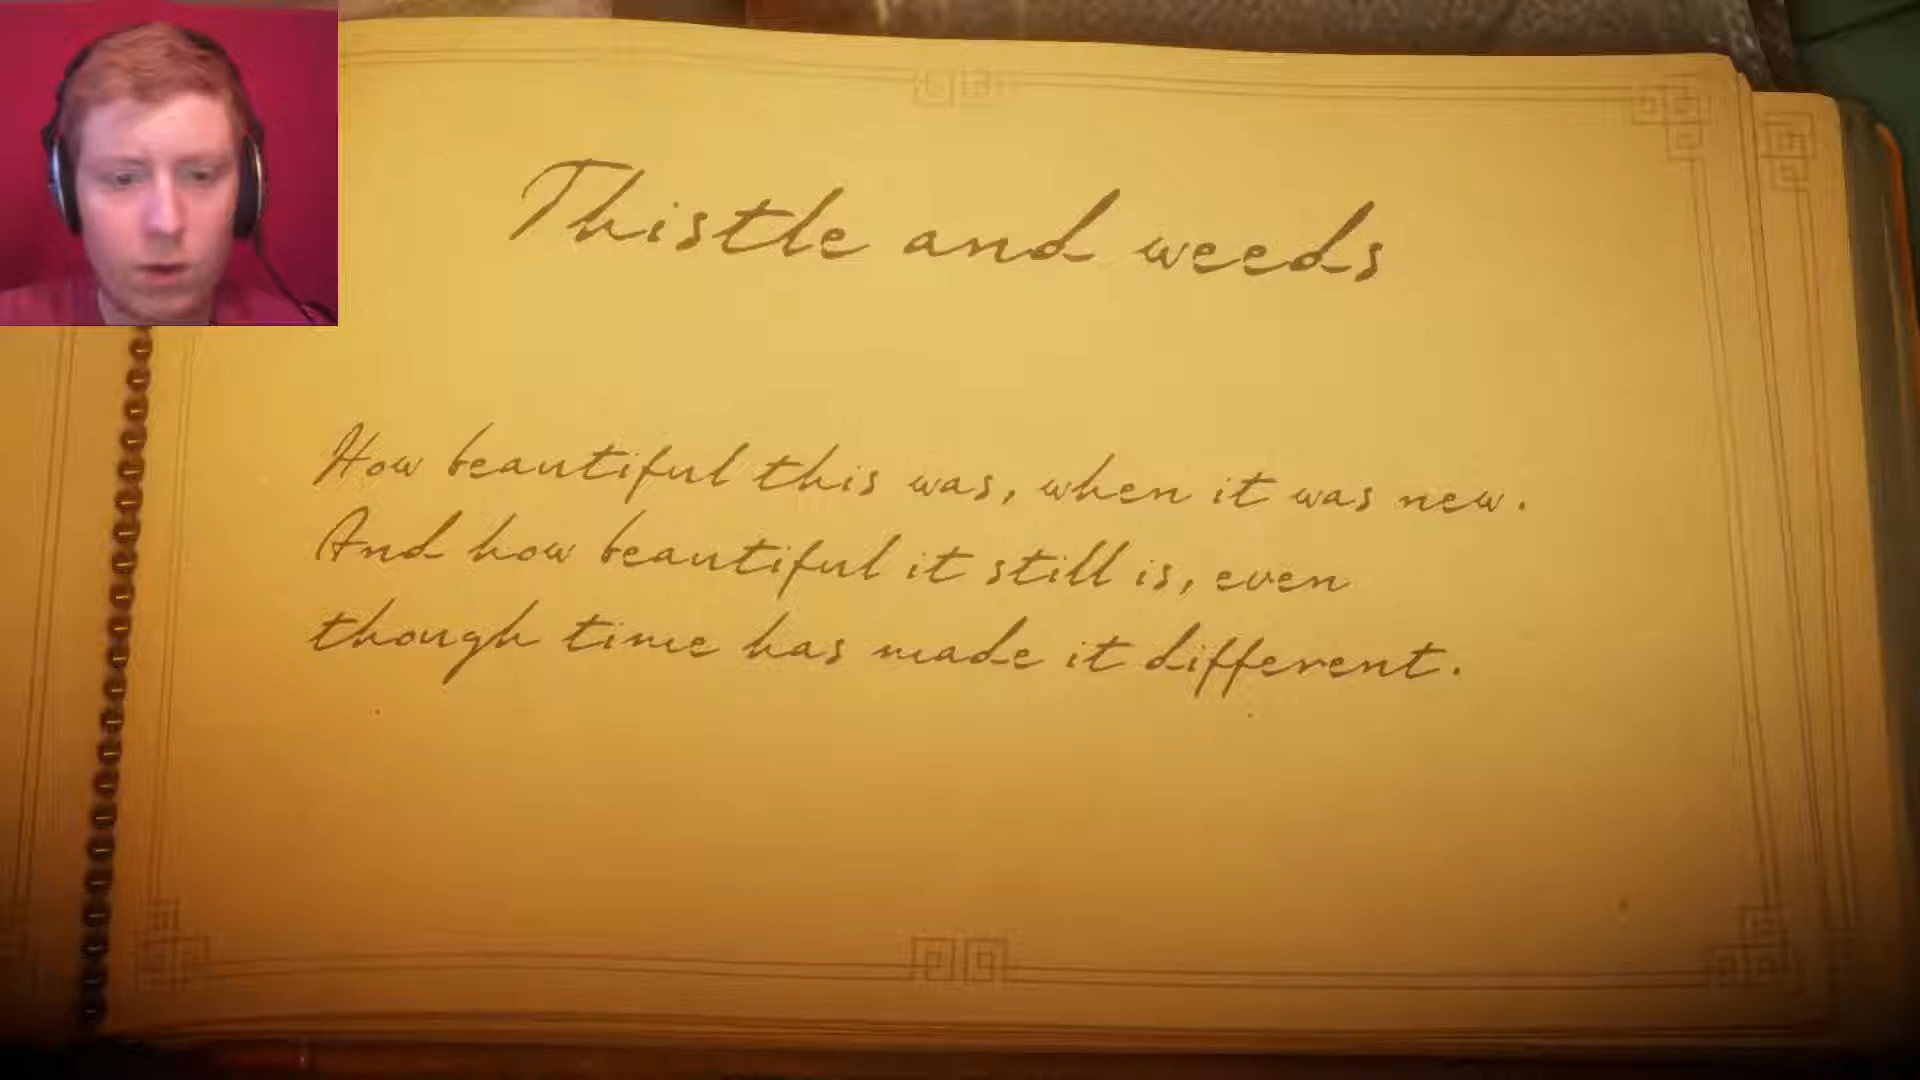 Thistle and weeds
How beautiful this was, when it was new.
And how beautiful it still is, even
though time has made it different.